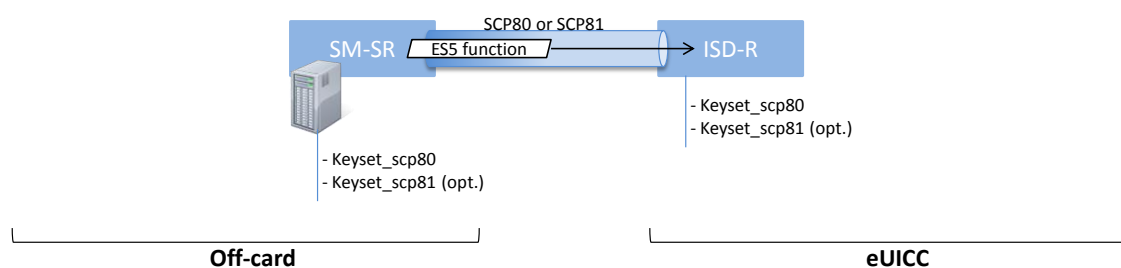 SCP80 or SCP81
SM-SR
ES5 function
ISD-R
- Keyset_scp80
- Keyset_scp81 (opt.)
- Keyset_scp80
- Keyset_scp81 (opt.)
Off-card
eUICC